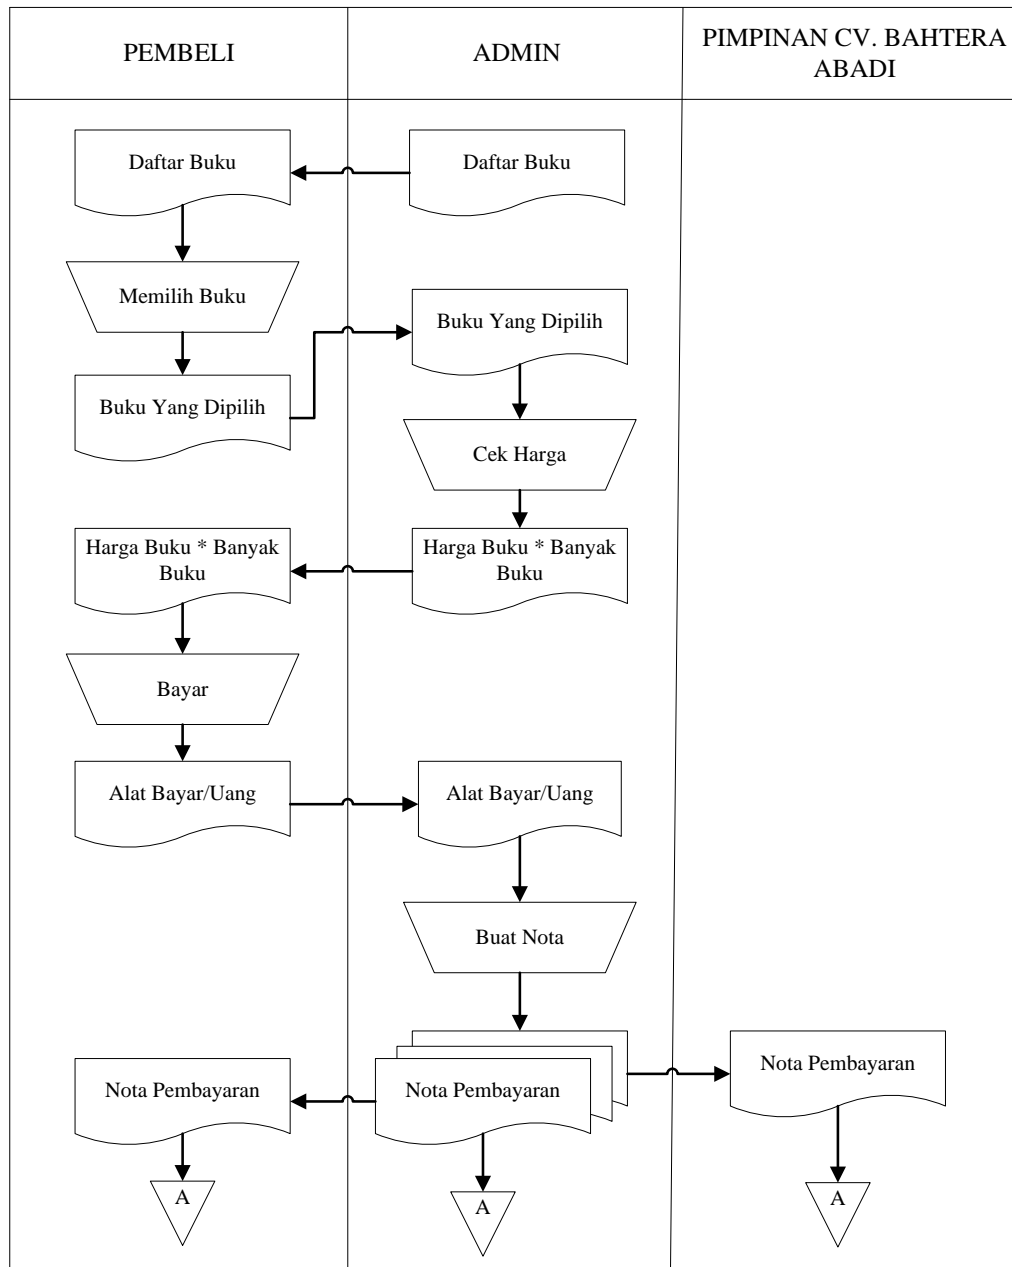 PEMBELI
ADMIN
PIMPINAN CV. BAHTERA
ABADI
Daftar Buku
Daftar Buku
Memilih Buku
Buku Yang Dipilih
Buku Yang Dipilih
Cek Harga
Harga Buku * Banyak
Buku
Harga Buku * Banyak
Buku
Bayar
Alat Bayar/Uang
Alat Bayar/Uang
Buat Nota
Nota Pembayaran
Nota Pembayaran
Nota Pembayaran
A
A
A